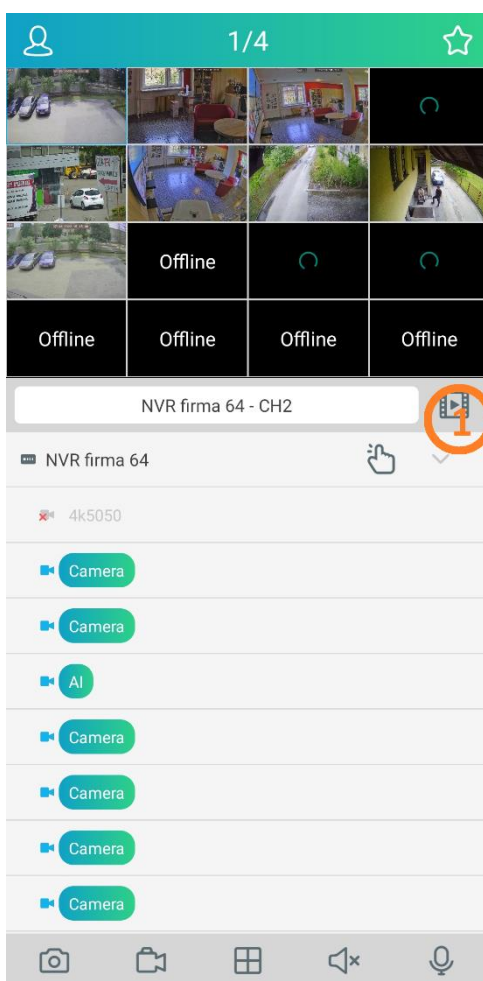 1/4
Offline
Offline
Offline
Offline
Offline
NVR firma 64 - CH2
1
NVR firma 64
4k5050
Camera
Camera
AI
Camera
Camera
Camera
Camera